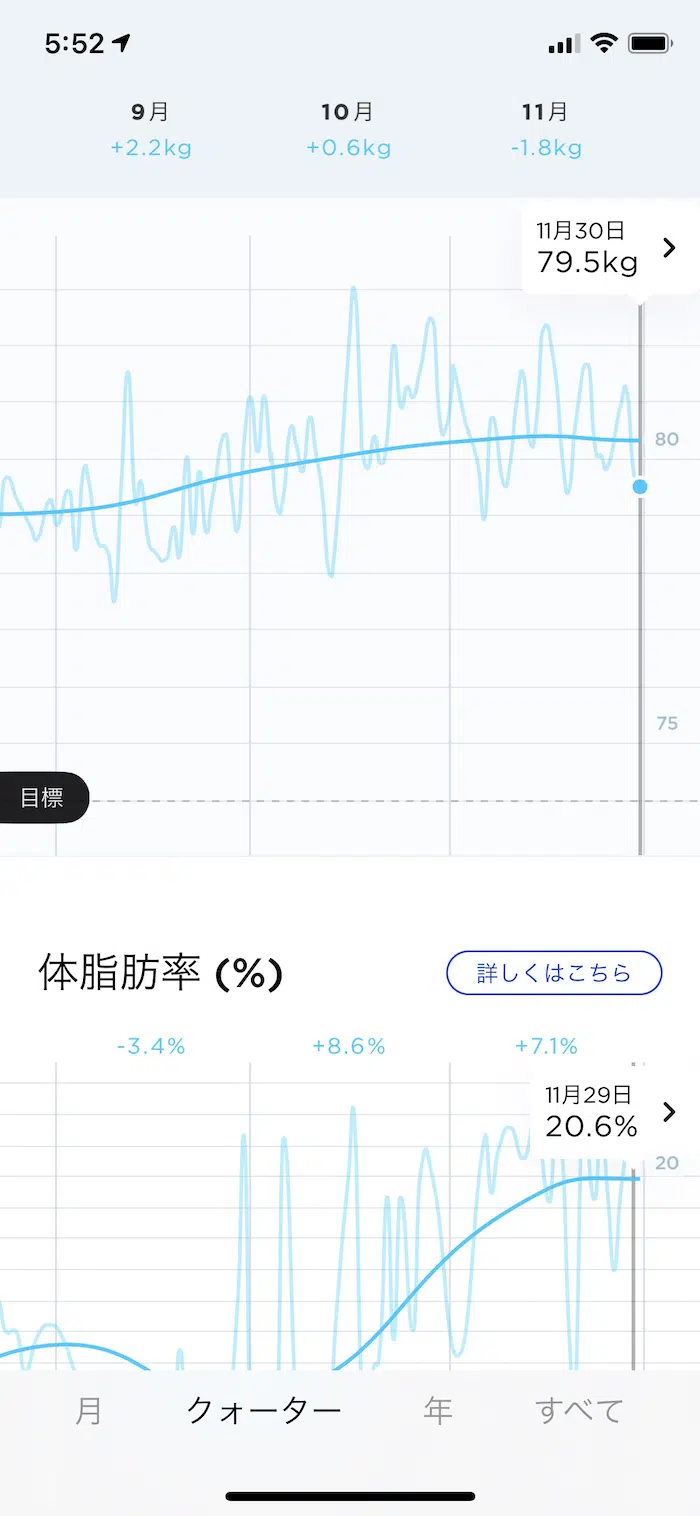 5:52
9月 10月 11月
+2.2kg +0.6kg -1.8kg
11月30日
79.5kg
80
75
目標
体脂肪率 (%) 詳しくはこちら
-3.4% +8.6% +7.1%
11月29日
20.6%
20
月 クォーター 年 すべて